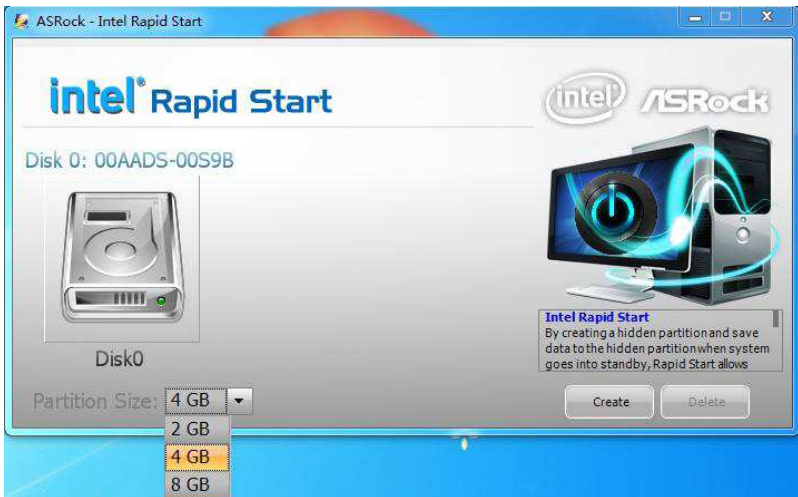 ASRock - Intel Rapid Start
intel® Rapid Start
intel® ASRock
Disk 0: 00AADS-00S9B
Disk0
Intel Rapid Start
By creating a hidden partition and save
data to the hidden partition when system
goes into standby, Rapid Start allows
Partition Size: 4 GB
Create Delete
2 GB
4 GB
8 GB